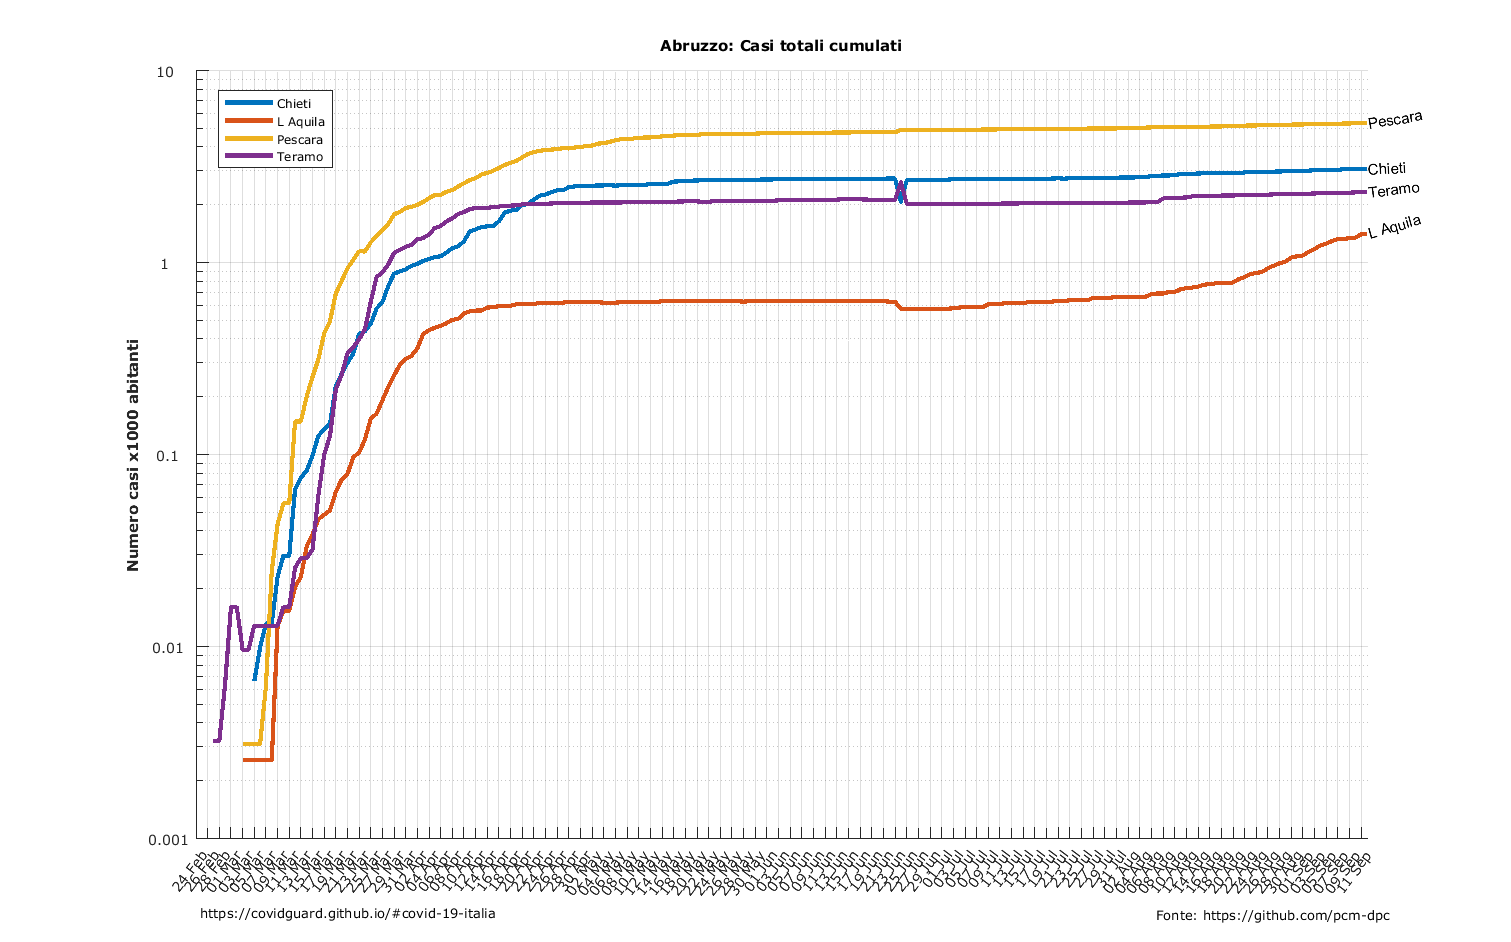 Abruzzo: Casi totali cumulati
10
1
0.1
0.01
0.001
Numero casi x1000 abitanti
Chieti
L Aquila
Pescara
Teramo
Pescara
Chieti
Teramo
L Aquila
24 Feb
26 Feb
28 Feb
01 Mar
03 Mar
05 Mar
07 Mar
09 Mar
11 Mar
13 Mar
15 Mar
17 Mar
19 Mar
21 Mar
23 Mar
25 Mar
27 Mar
29 Mar
31 Mar
02 Apr
04 Apr
06 Apr
08 Apr
10 Apr
12 Apr
14 Apr
16 Apr
18 Apr
20 Apr
22 Apr
24 Apr
26 Apr
28 Apr
30 Apr
02 May
04 May
06 May
08 May
10 May
12 May
14 May
16 May
18 May
20 May
22 May
24 May
26 May
28 May
30 May
01 Jun
03 Jun
05 Jun
07 Jun
09 Jun
11 Jun
13 Jun
15 Jun
17 Jun
19 Jun
21 Jun
23 Jun
25 Jun
27 Jun
29 Jun
01 Jul
03 Jul
05 Jul
07 Jul
09 Jul
11 Jul
13 Jul
15 Jul
17 Jul
19 Jul
21 Jul
23 Jul
25 Jul
27 Jul
29 Jul
31 Jul
02 Aug
04 Aug
06 Aug
08 Aug
10 Aug
12 Aug
14 Aug
16 Aug
18 Aug
20 Aug
22 Aug
24 Aug
26 Aug
28 Aug
30 Aug
01 Sep
03 Sep
05 Sep
07 Sep
09 Sep
11 Sep
https://covidguard.github.io/#covid-19-italia
Fonte: https://github.com/pcm-dpc